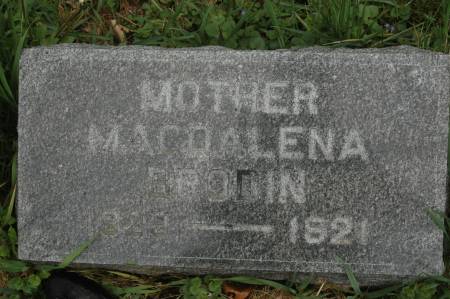 MOTHER
MAGDALENA
BRODIN
— 1921